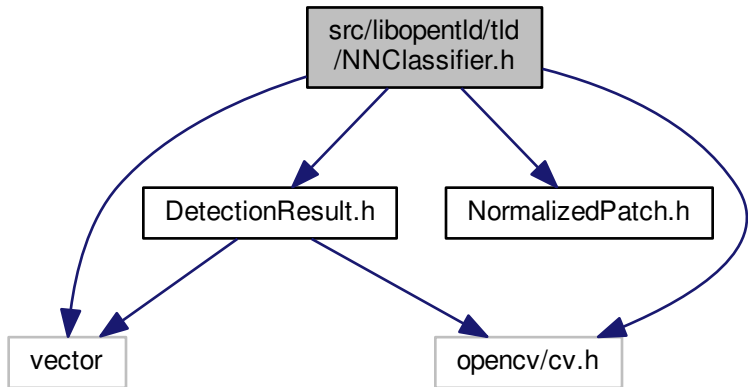 src/libopentld/tld
/NNClassifier.h
DetectionResult.h
NormalizedPatch.h
vector
opencv/cv.h